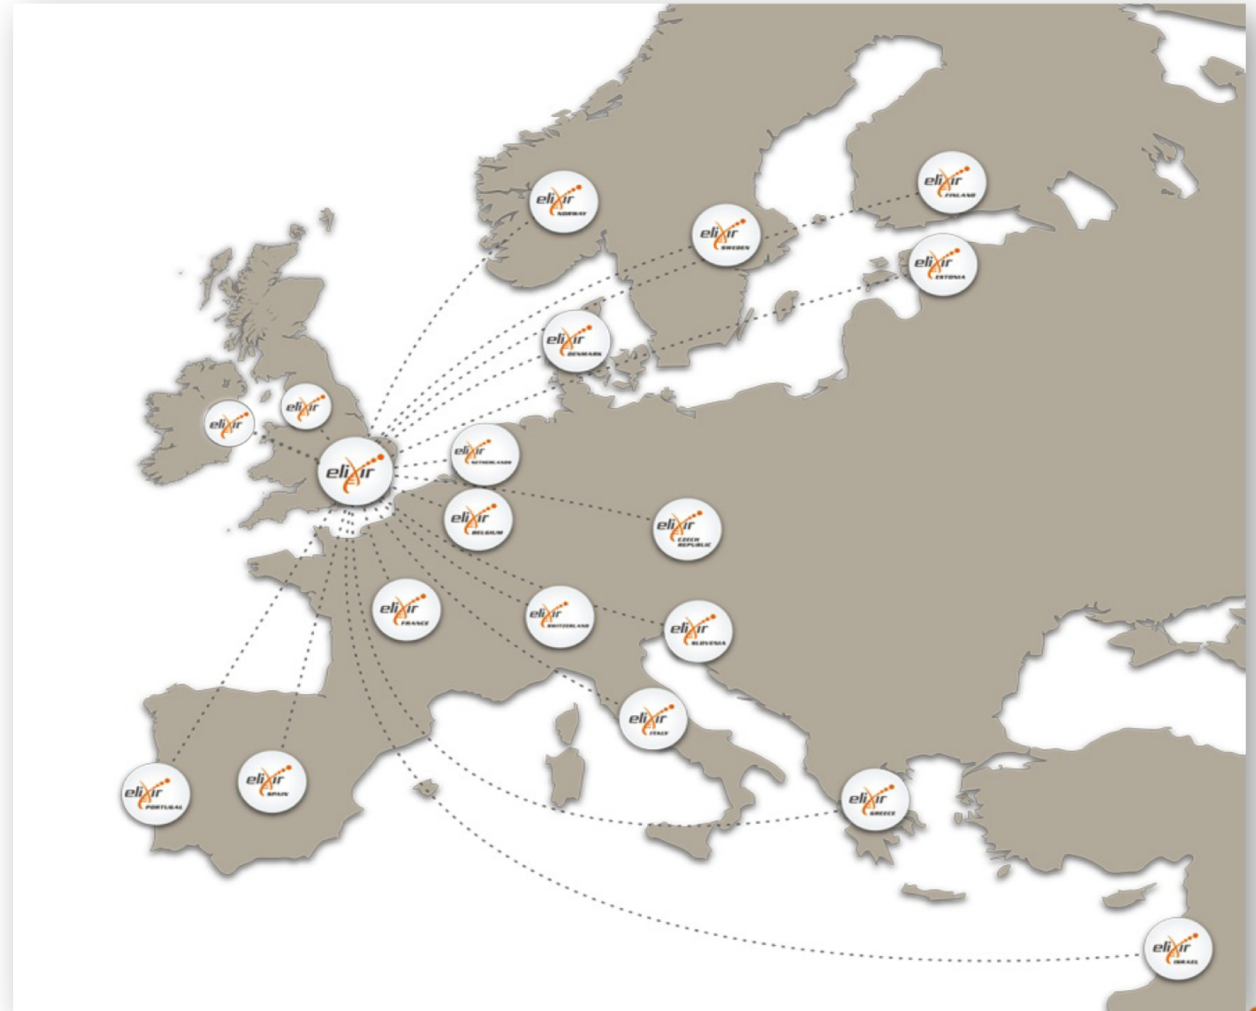 elixir
NORWAY
elixir
FINLAND
elixir
SWEDEN
elixir
ESTONIA
elixir
DENMARK
elixir
elixir
elixir
elixir
NETHERLANDS
elixir
BELGIUM
elixir
CZECH
REPUBLIC
elixir
FRANCE
elixir
SWITZERLAND
elixir
SLOVENIA
elixir
ITALY
elixir
PORTUGAL
elixir
SPAIN
elixir
GREECE
elixir
ISRAEL